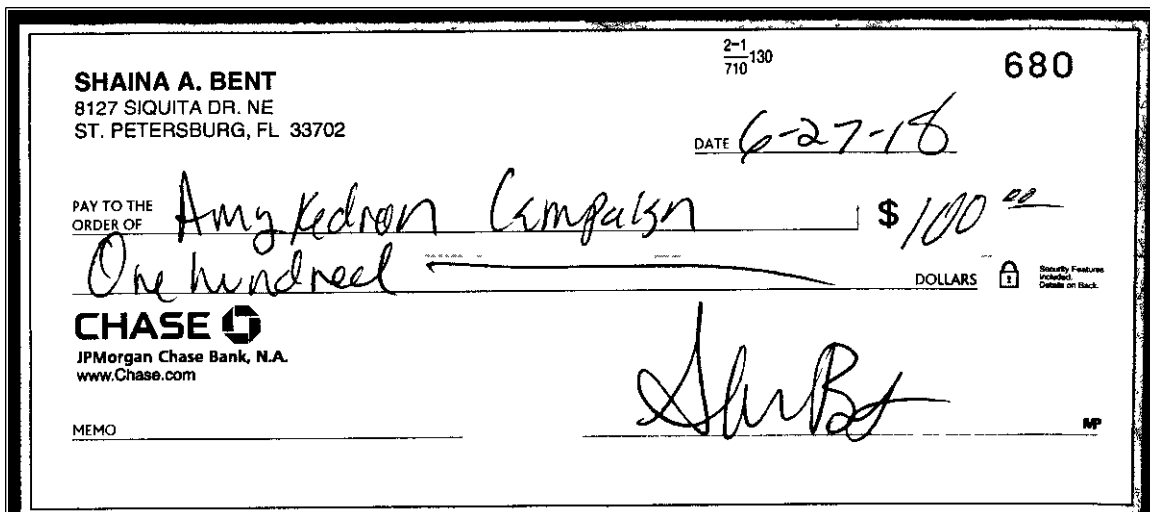 2-1
710 130
680
SHAINA A. BENT
8127 SIQUITA DR. NE
ST. PETERSBURG, FL 33702
DATE 6-27-18
PAY TO THE
ORDER OF Amy Kedron Campaign $ 100 00
One hundred DOLLARS
Security Features
Included.
Details on Back.
CHASE
JPMorgan Chase Bank, N.A.
www.Chase.com
MEMO
Sha Bent
MP